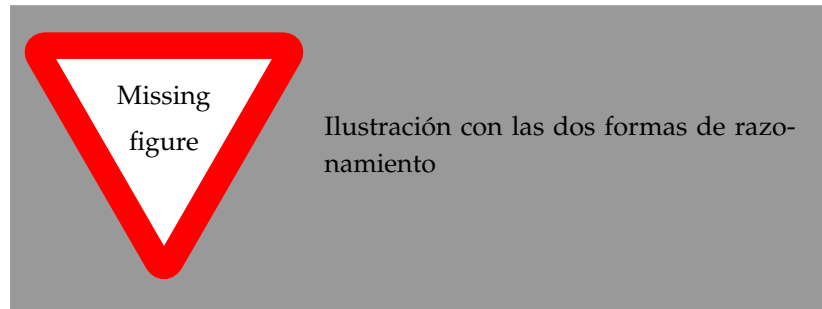 Missing
figure
Ilustración con las dos formas de razo-
namiento